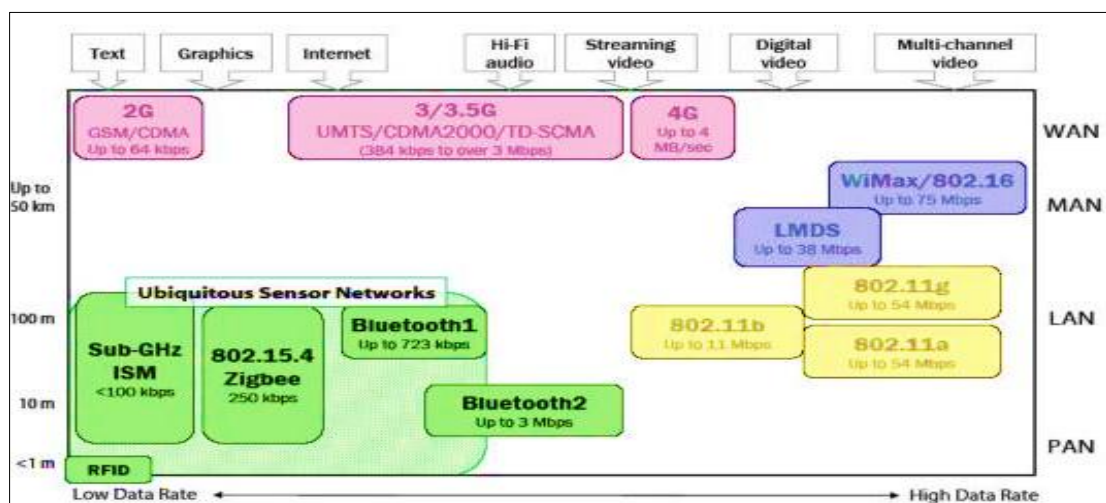 Text
Graphics
Internet
Hi-Fi
audio
Streaming
video
Digital
video
Multi-channel
video
2G
GSM/CDMA
Up to 64 kbps
3/3.5G
UMTS/CDMA2000/TD-SCMA
(384 kbps to over 3 Mbps)
4G
Up to 4
MB/sec
WAN
Up to
50 km
WiMax/802.16
Up to 75 Mbps
MAN
LMDS
Up to 38 Mbps
Ubiquitous Sensor Networks
802.11g
Up to 54 Mbps
100 m
Bluetooth1
Up to 723 kbps
802.11b
Up to 11 Mbps
LAN
Sub-GHz
ISM
<100 kbps
802.15.4
Zigbee
250 kbps
802.11a
Up to 54 Mbps
10 m
Bluetooth2
Up to 3 Mbps
PAN
<1 m
RFID
Low Data Rate
High Data Rate